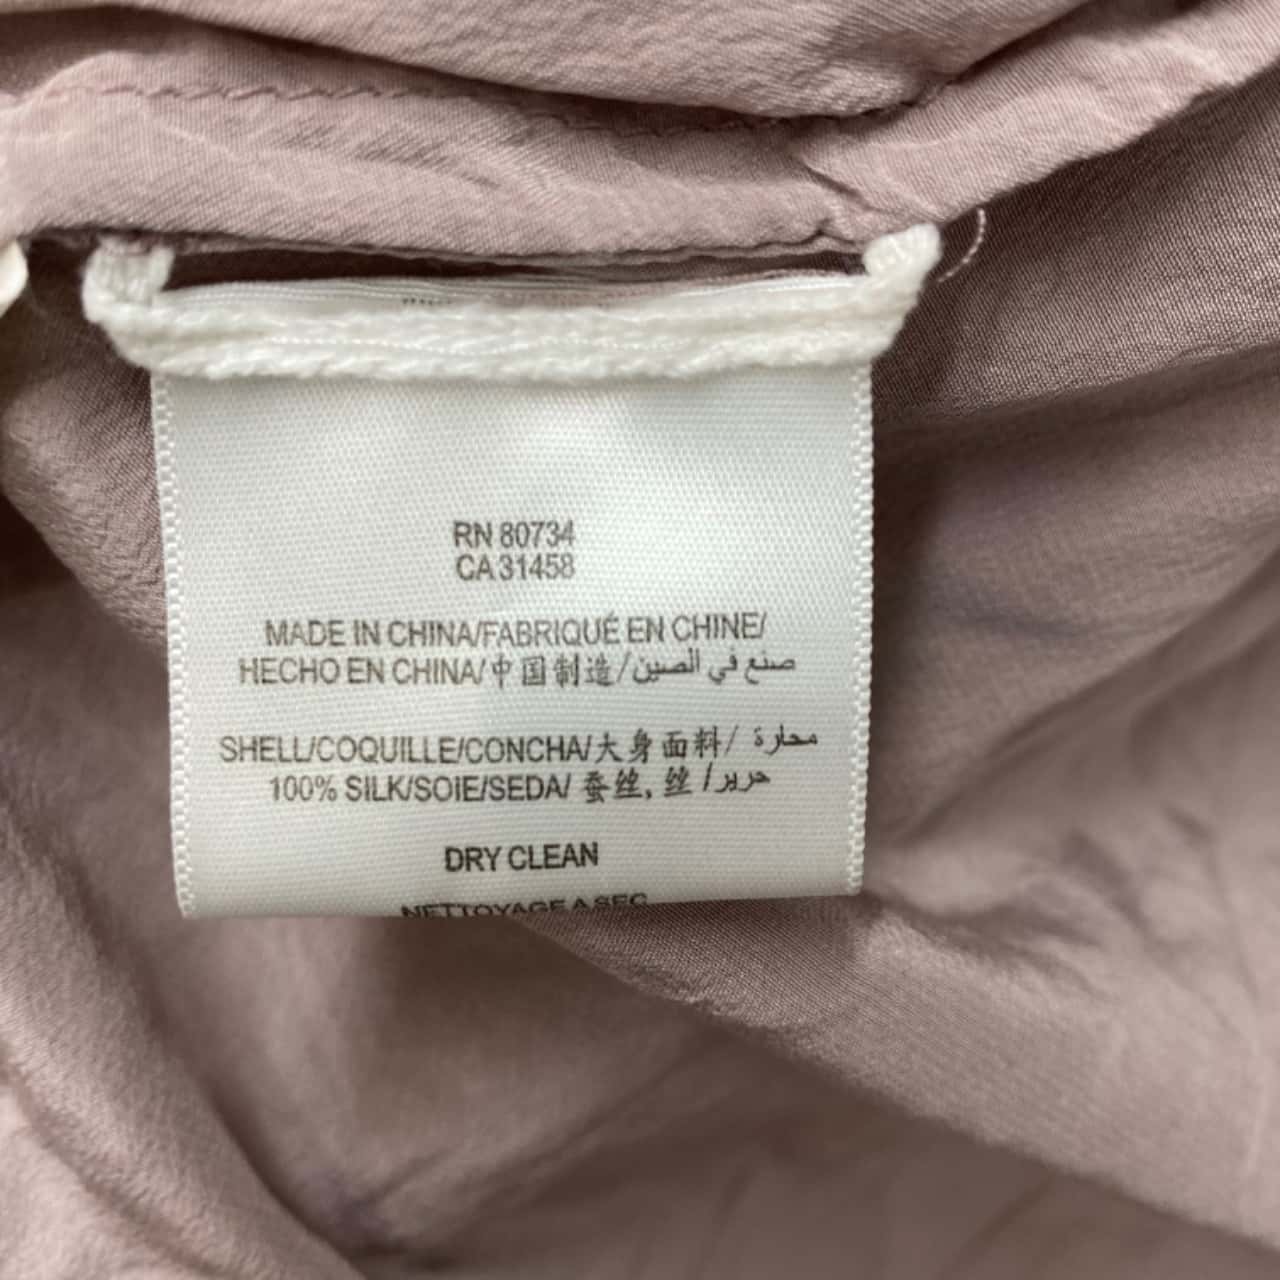 RN 80734
CA 31458
MADE IN CHINA/FABRIQUÉ EN CHINE/
HECHO EN CHINA/中国制造/صنع في الصين
SHELL/COQUILLE/CONCHA/大身面料/ محارة
100% SILK/SOIE/SEDA/ 蚕丝, 丝 /حرير
DRY CLEAN
NETTOYAGE A SEC